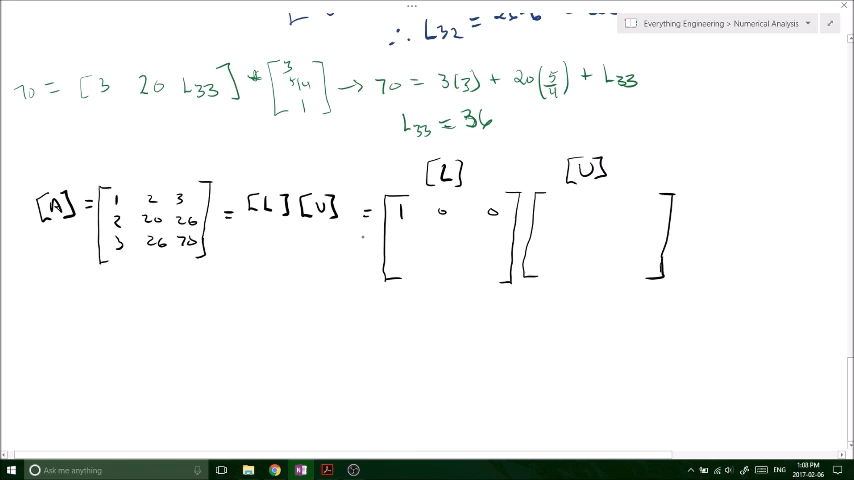 Everything Engineering > Numerical Analysis
∴ L32 =
70 = [3 20 L33] * [3 5/4 1] → 70 = 3(3) + 20(5/4) + L33
L33 = 36
[L] [U]
[A] = [1 2 3 = [L][U] = [1 0 0] [ ]
2 20 26
3 26 70]
Ask me anything
ENG
1:08 PM
2017-02-06